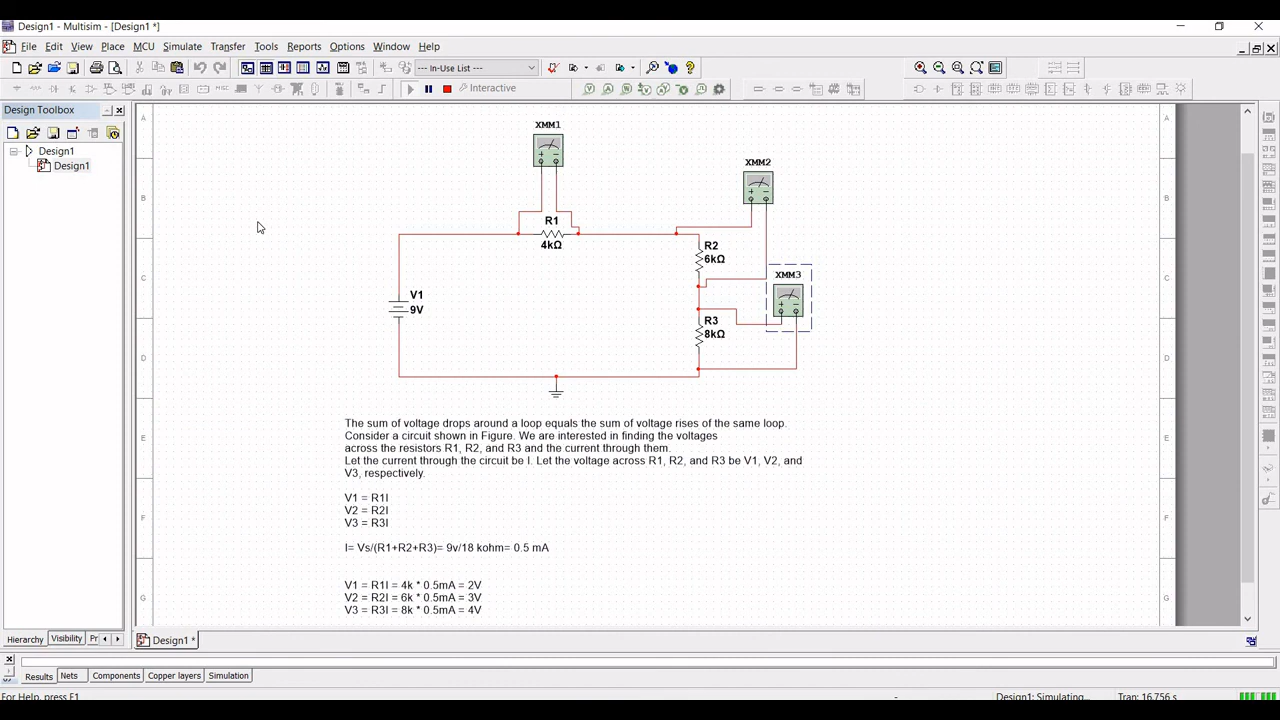 Design1 - Multisim - [Design1 *]
File Edit View Place MCU Simulate Transfer Tools Reports Options Window Help
--- In-Use List ---
Interactive
Design Toolbox
Design1
Design1
A
A
B
B
C
C
D
D
E
E
F
F
G
G
XMM1
XMM2
R1
4kΩ
R2
6kΩ
XMM3
V1
9V
R3
8kΩ
The sum of voltage drops around a loop equals the sum of voltage rises of the same loop.
Consider a circuit shown in Figure. We are interested in finding the voltages
across the resistors R1, R2, and R3 and the current through them.
Let the current through the circuit be I. Let the voltage across R1, R2, and R3 be V1, V2, and
V3, respectively.
V1 = R1I
V2 = R2I
V3 = R3I
I= Vs/(R1+R2+R3)= 9v/18 kohm= 0.5 mA
V1 = R1I = 4k * 0.5mA = 2V
V2 = R2I = 6k * 0.5mA = 3V
V3 = R3I = 8k * 0.5mA = 4V
Hierarchy Visibility Pr
Design1 *
Results Nets Components Copper layers Simulation
For Help, press F1 - Design1: Simulating... Tran: 16.756 s